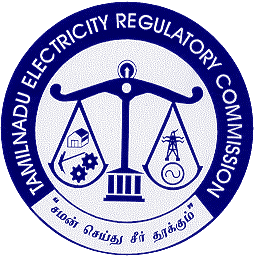 TAMILNADU ELECTRICITY REGULATORY COMMISSION
"சமன் செய்து சீர் தூக்கும்"